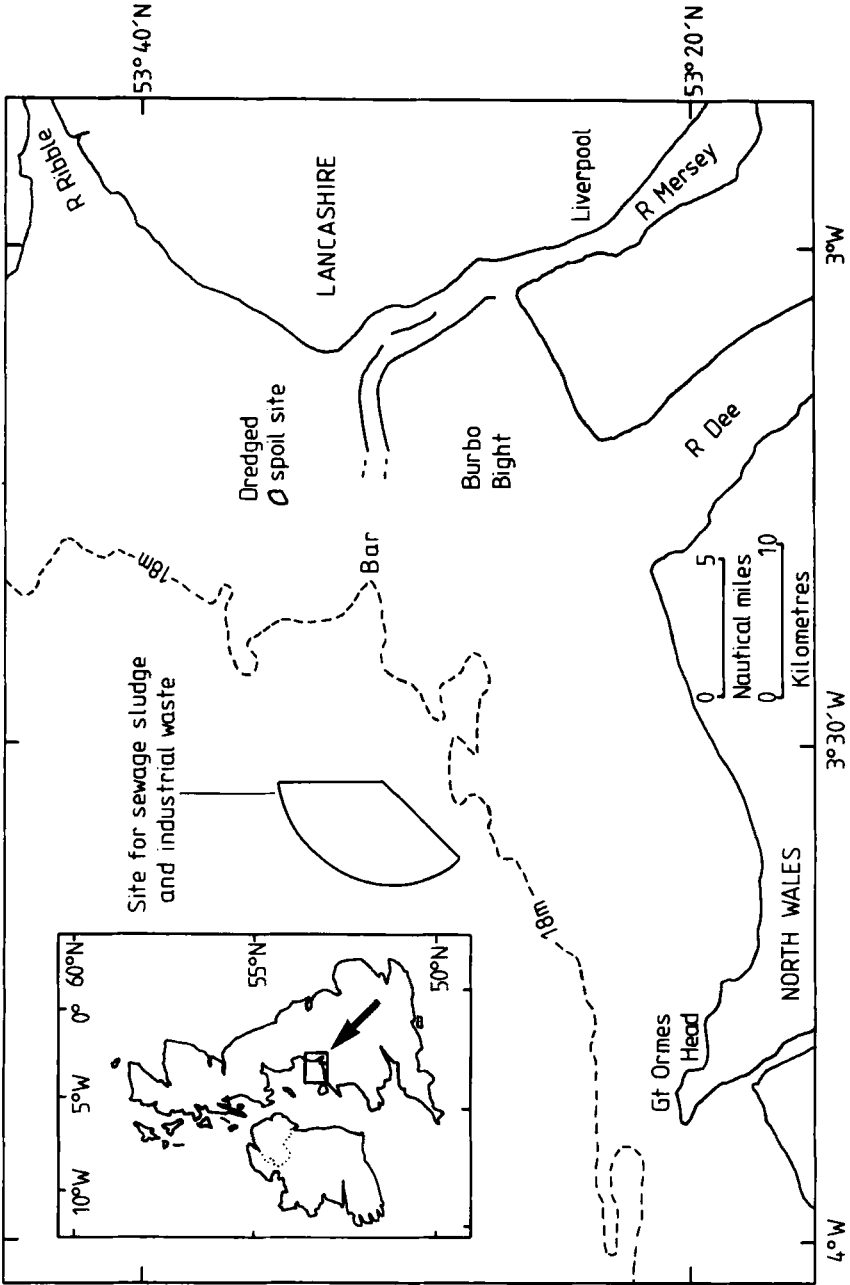 60°N
55°N
50°N
10°W
5°W
0°
Site for sewage sludge
and industrial waste
18m
18m
Dredged
spoil site
Bar
Burbo
Bight
R Ribble
LANCASHIRE
Liverpool
R Mersey
R Dee
Gt Ormes
Head
NORTH WALES
0 5
Nautical miles
0 10
Kilometres
53°40′N
53°20′N
4°W
3°30′W
3°W